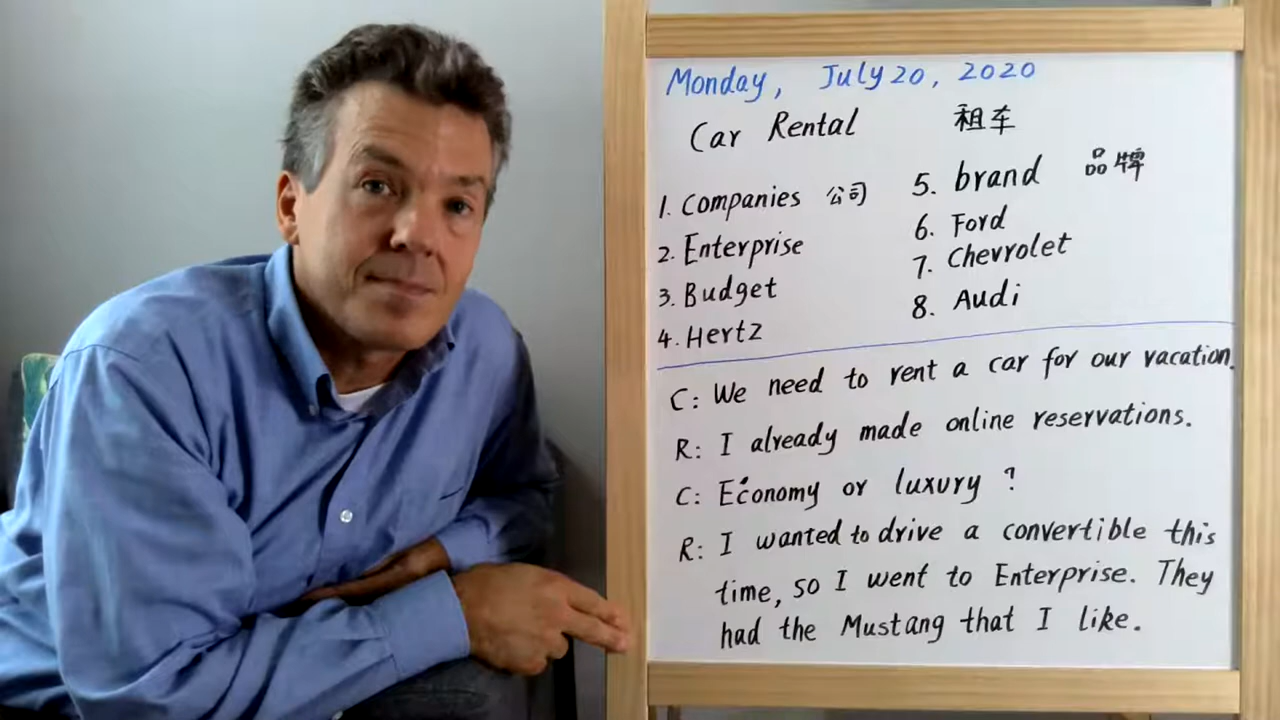 Monday, July 20, 2020
Car Rental 租车
1. Companies 公司
2. Enterprise
3. Budget
4. Hertz
5. brand 品牌
6. Ford
7. Chevrolet
8. Audi
C: We need to rent a car for our vacation.
R: I already made online reservations.
C: Economy or luxury ?
R: I wanted to drive a convertible this
time, so I went to Enterprise. They
had the Mustang that I like.